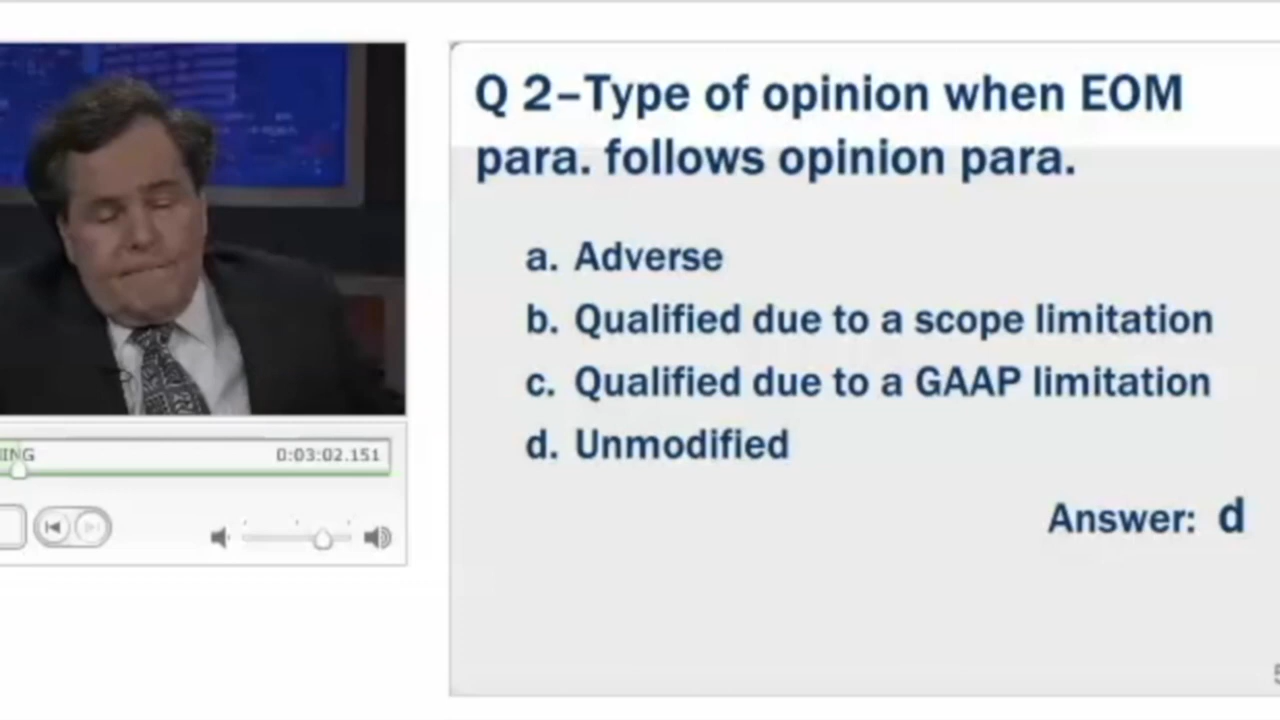 Q 2–Type of opinion when EOM
para. follows opinion para.
a. Adverse
b. Qualified due to a scope limitation
c. Qualified due to a GAAP limitation
d. Unmodified
Answer: d
ING
0:03:02.151